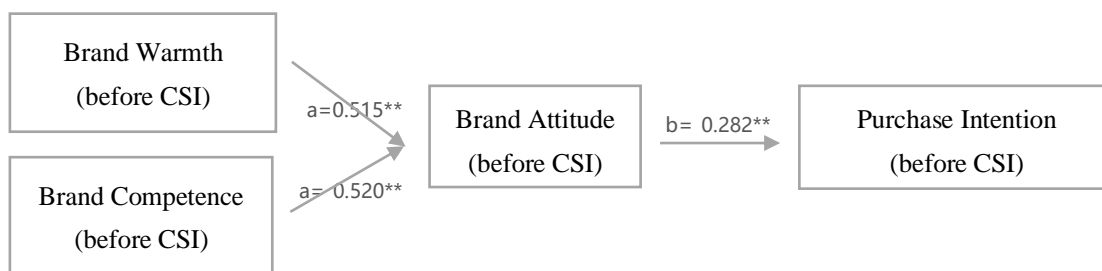 Brand Warmth
(before CSI)
a=0.515**
Brand Attitude
(before CSI)
b= 0.282**
Purchase Intention
(before CSI)
a= 0.520**
Brand Competence
(before CSI)